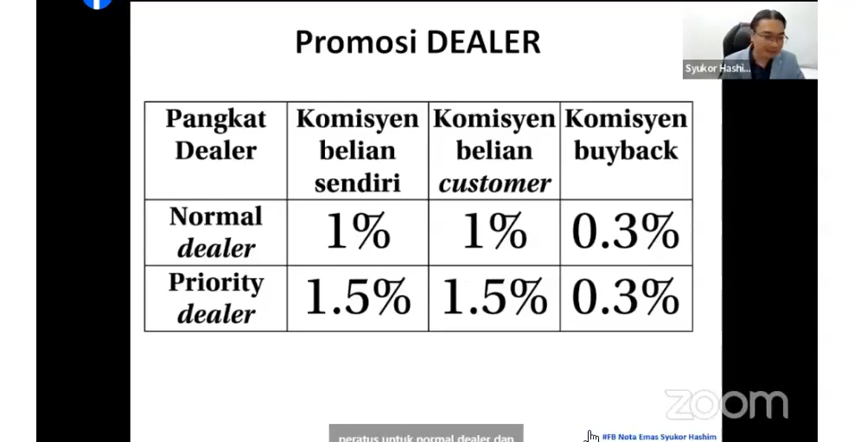 Promosi DEALER
Syukor Hashi...
Pangkat Dealer
Komisyen belian sendiri
Komisyen belian customer
Komisyen buyback
Normal dealer
1%
1%
0.3%
Priority dealer
1.5%
1.5%
0.3%
zoom
peratus untuk normal dealer dan
#FB Nota Emas Syukor Hashim